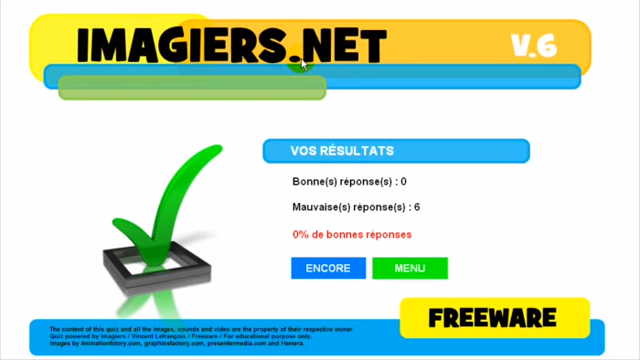 IMAGIERS.NET
V.6
VOS RÉSULTATS
Bonne(s) réponse(s) : 0
Mauvaise(s) réponse(s) : 6
0% de bonnes réponses
ENCORE
MENU
FREEWARE
The content of this quiz and all the images, sounds and video are the property of their respective owner.
Quiz powered by Imagiers / Vincent Lefrançois / Freeware / For educational purpose only.
Images by Animationfctory.com, graphicsfactory.com, presentermedia.com and Hemera.